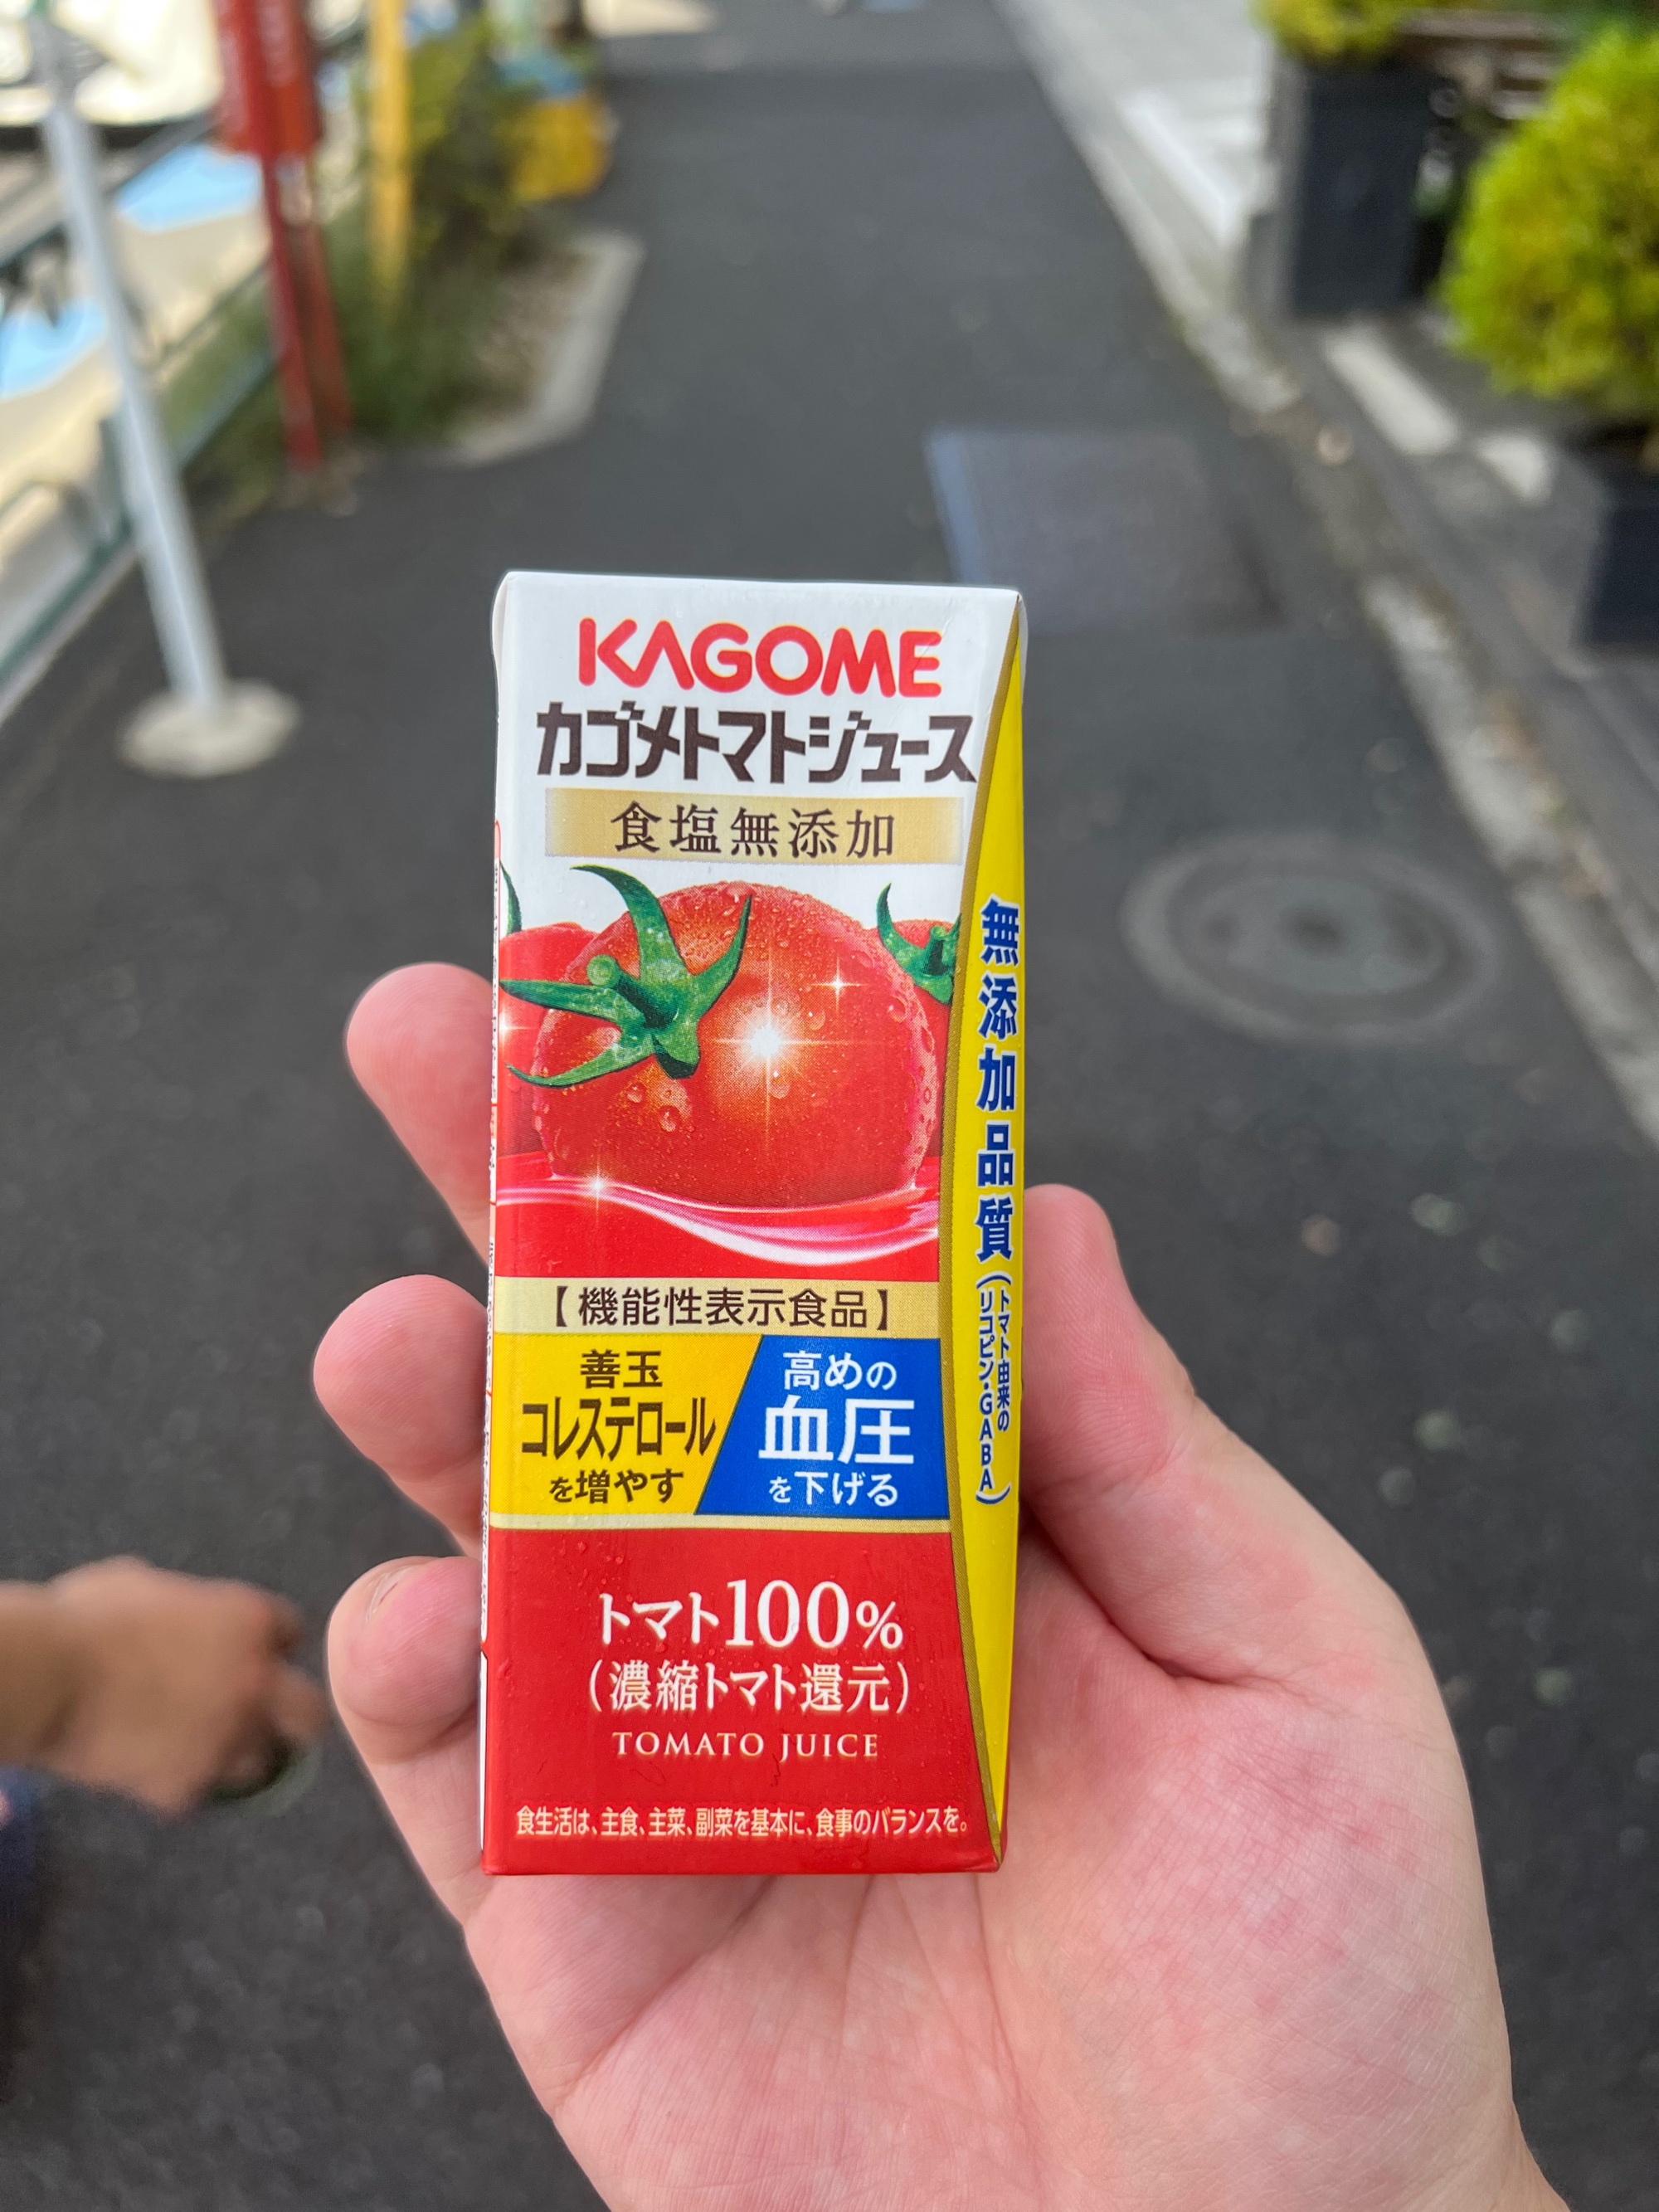 KAGOME
カゴメトマトジュース
食塩無添加
【機能性表示食品】
善玉
コレステロール
を増やす
高めの
血圧
を下げる
トマト100%
(濃縮トマト還元)
TOMATO JUICE
食生活は、主食、主菜、副菜を基本に、食事のバランスを。
無添加品質
(トマト由来の
リコピン・GABA)